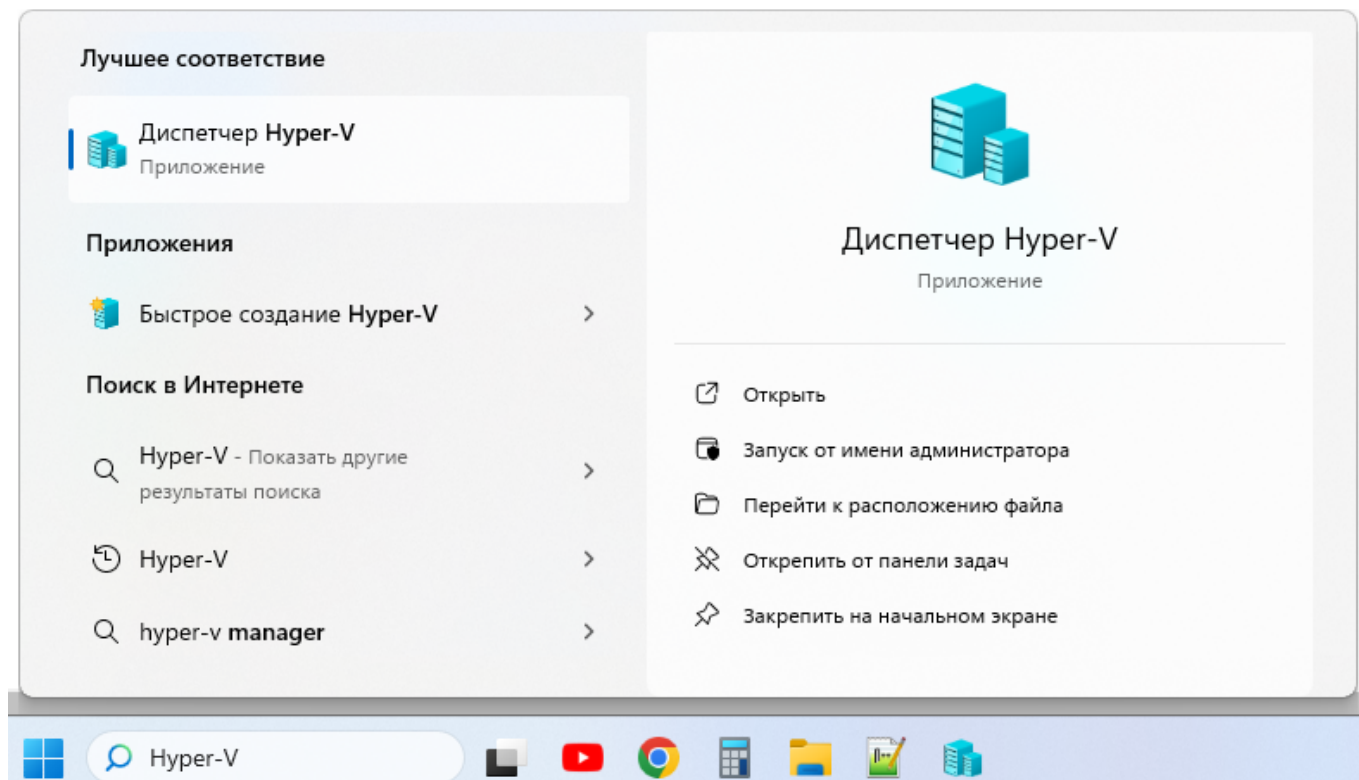 Лучшее соответствие
Диспетчер Hyper-V
Приложение
Приложения
Быстрое создание Hyper-V
Поиск в Интернете
Hyper-V - Показать другие
результаты поиска
Hyper-V
hyper-v manager
Диспетчер Hyper-V
Приложение
Открыть
Запуск от имени администратора
Перейти к расположению файла
Открепить от панели задач
Закрепить на начальном экране
Hyper-V